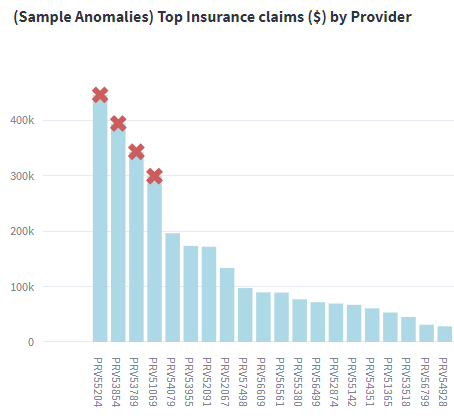 (Sample Anomalies) Top Insurance claims ($) by Provider
400k
300k
200k
100k
0
PRV55204
PRV53854
PRV53789
PRV51069
PRV54079
PRV53955
PRV52091
PRV52067
PRV57498
PRV56609
PRV56561
PRV55380
PRV56499
PRV52874
PRV55142
PRV54351
PRV51365
PRV53518
PRV56799
PRV54928